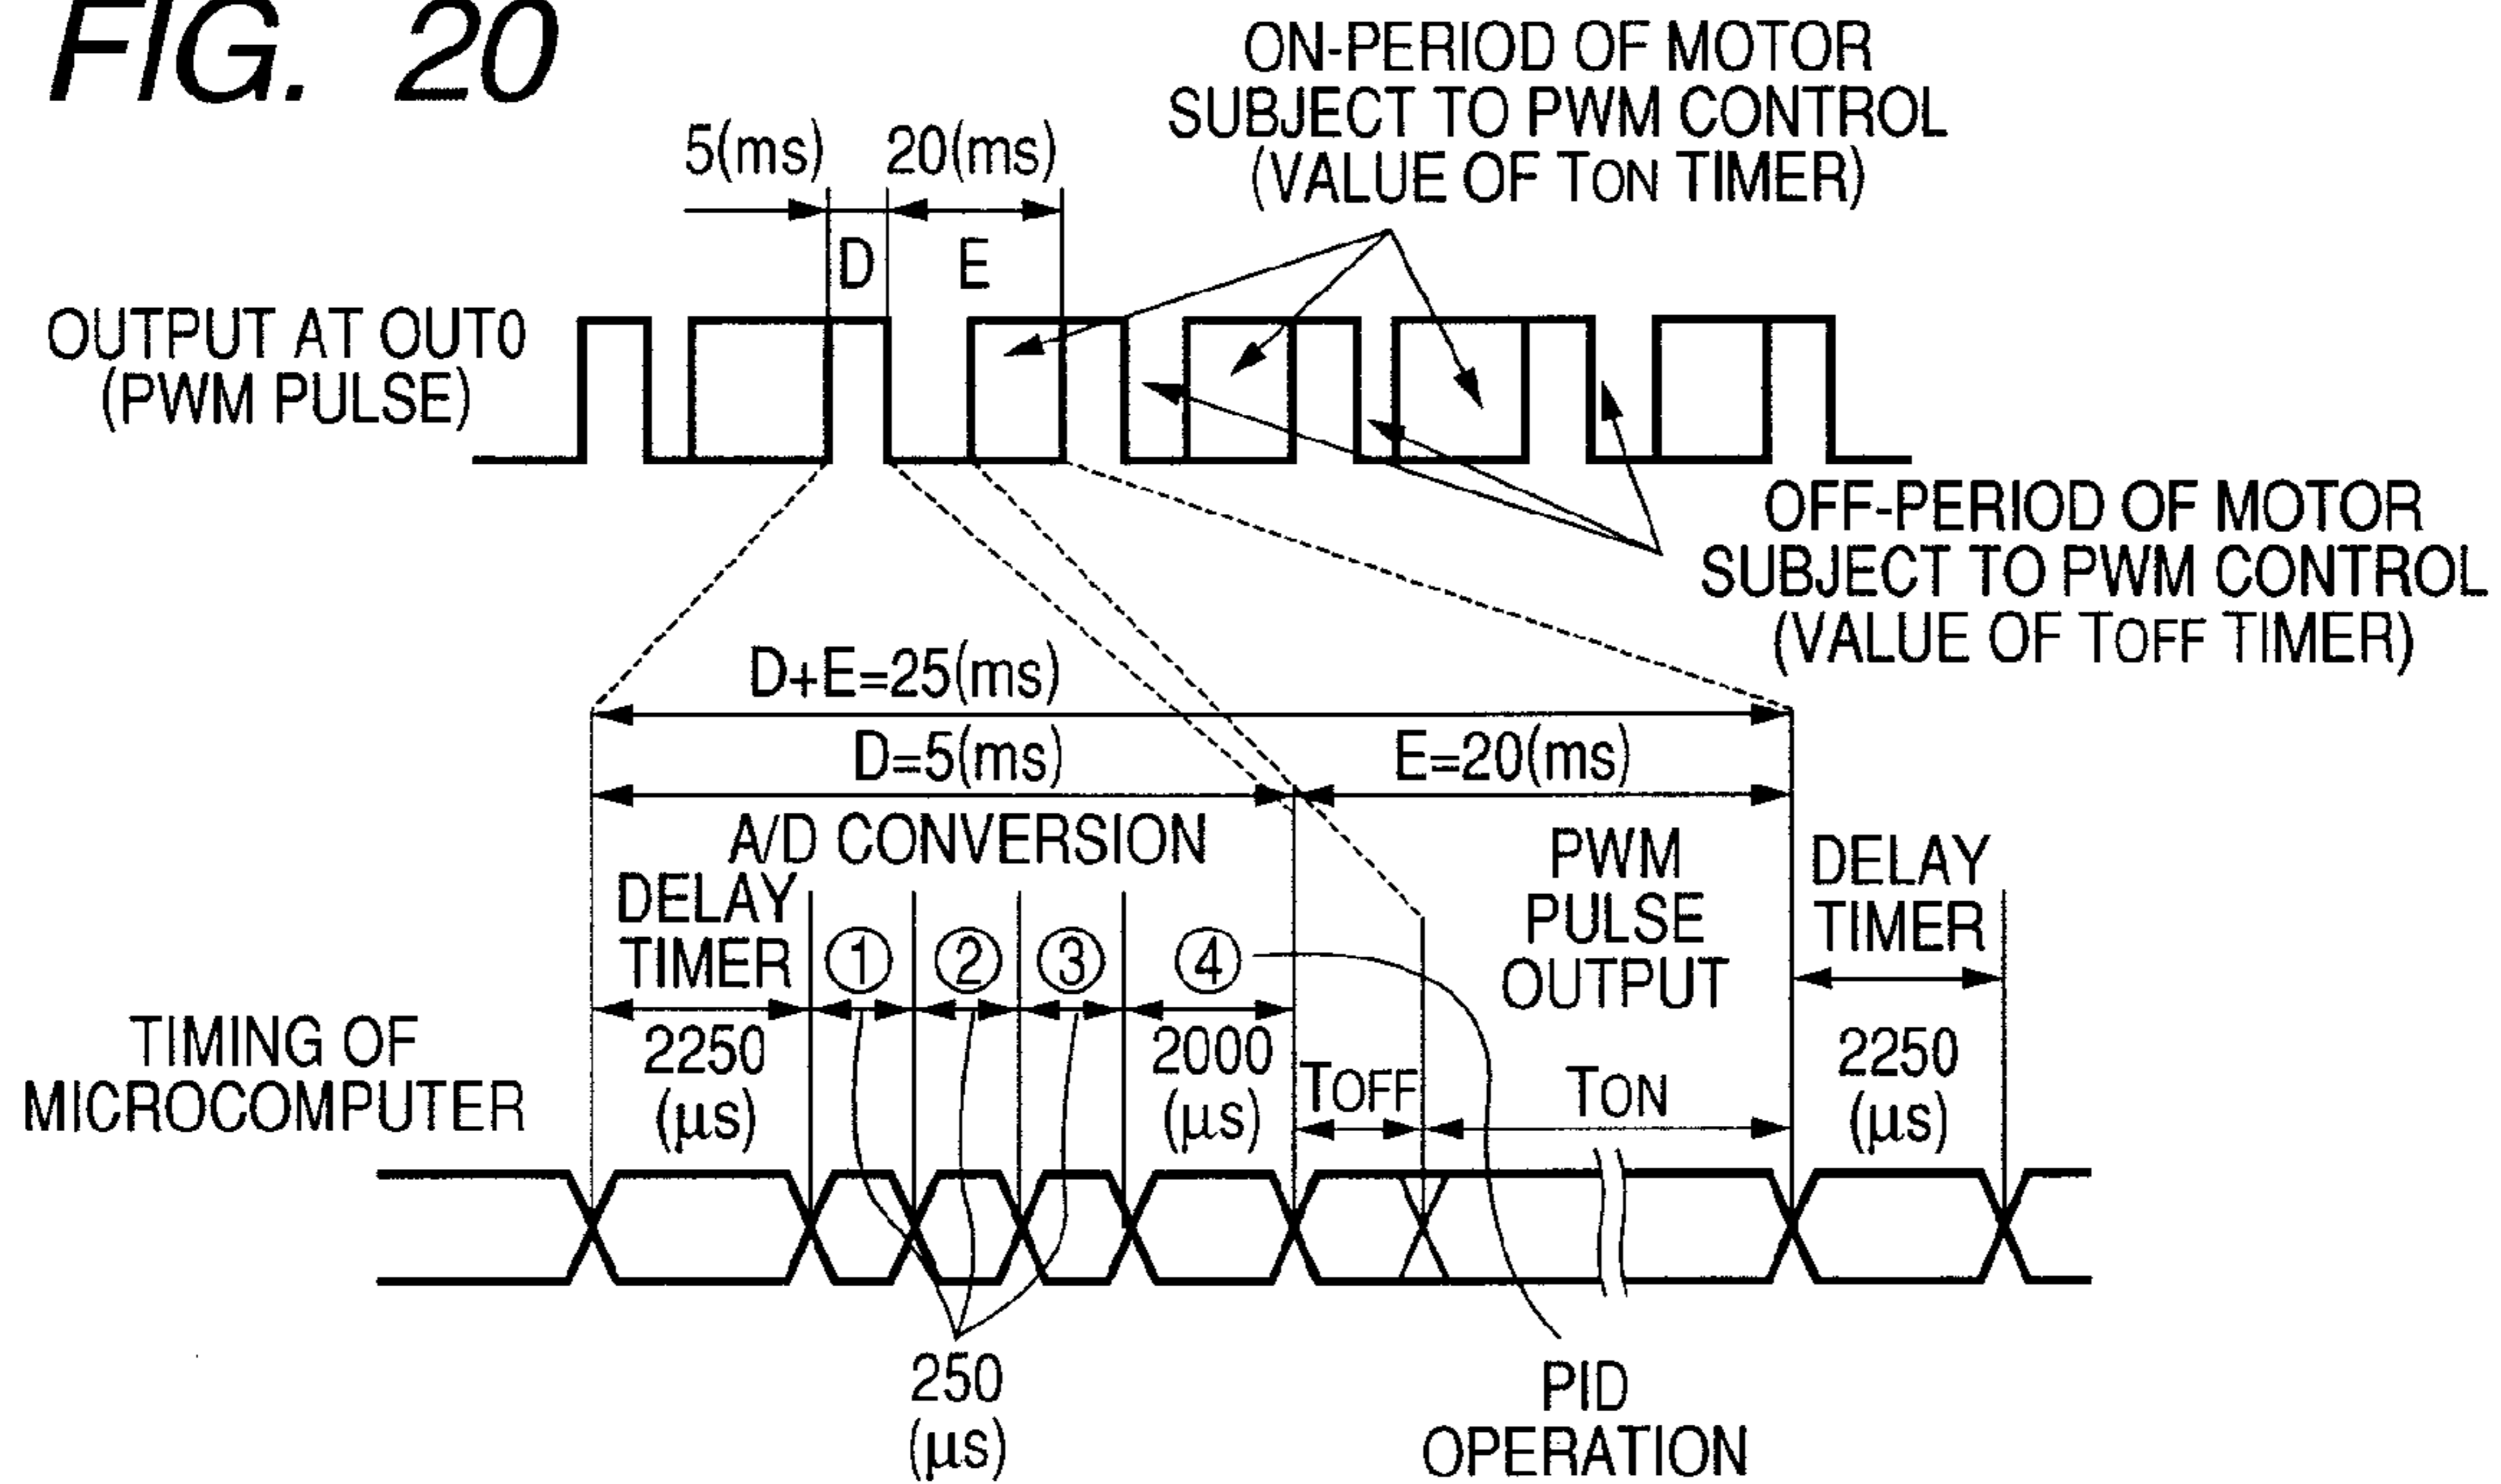 FIG. 20
ON-PERIOD OF MOTOR
SUBJECT TO PWM CONTROL
(VALUE OF TON TIMER)
5(ms)
20(ms)
D
E
OUTPUT AT OUT0
(PWM PULSE)
OFF-PERIOD OF MOTOR
SUBJECT TO PWM CONTROL
(VALUE OF TOFF TIMER)
D+E=25(ms)
D=5(ms)
E=20(ms)
A/D CONVERSION
DELAY
TIMER
①
②
③
④
PWM
PULSE
OUTPUT
DELAY
TIMER
TIMING OF
MICROCOMPUTER
2250
(µs)
2000
(µs)
TOFF
TON
2250
(µs)
250
(µs)
PID
OPERATION